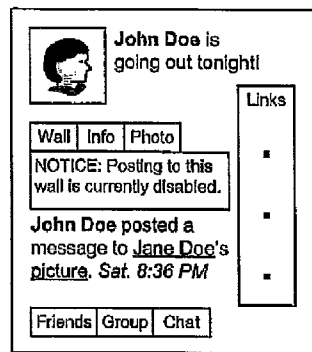 John Doe is
going out tonight!
Links
Wall Info Photo
NOTICE: Posting to this
wall is currently disabled.
John Doe posted a
message to Jane Doe's
picture. Sat. 8:36 PM
Friends Group Chat